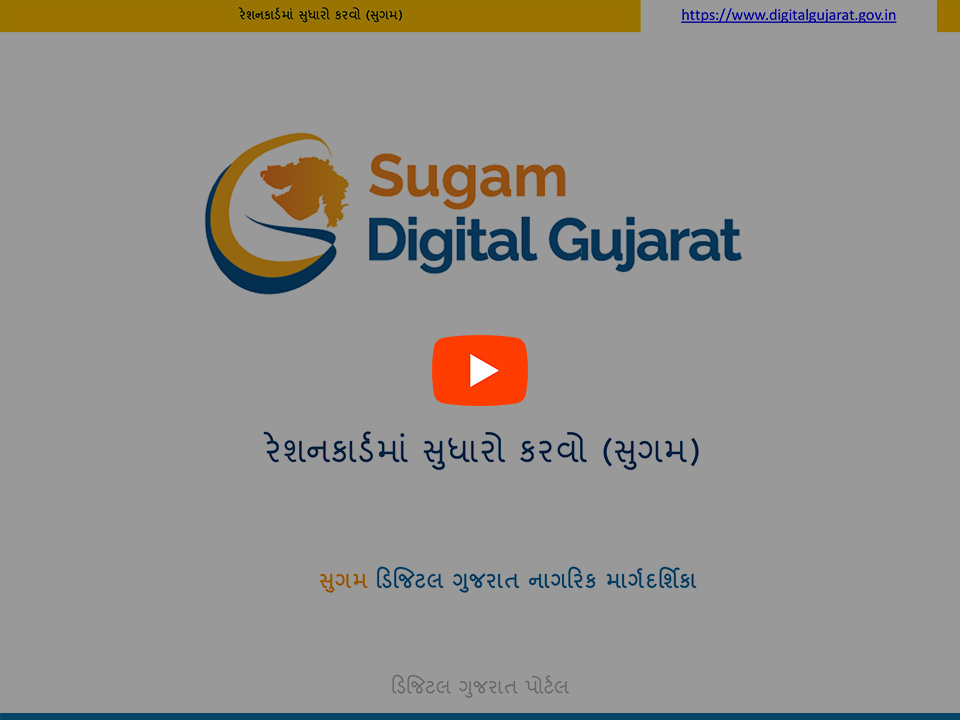 રેશનકાર્ડમાં સુધારો કરવો (સુગમ)
https://www.digitalgujarat.gov.in
Sugam
Digital Gujarat
રેશનકાર્ડમાં સુધારો કરવો (સુગમ)
સુગમ ડિજિટલ ગુજરાત નાગરિક માર્ગદર્શિકા
ડિજિટલ ગુજરાત પોર્ટલ